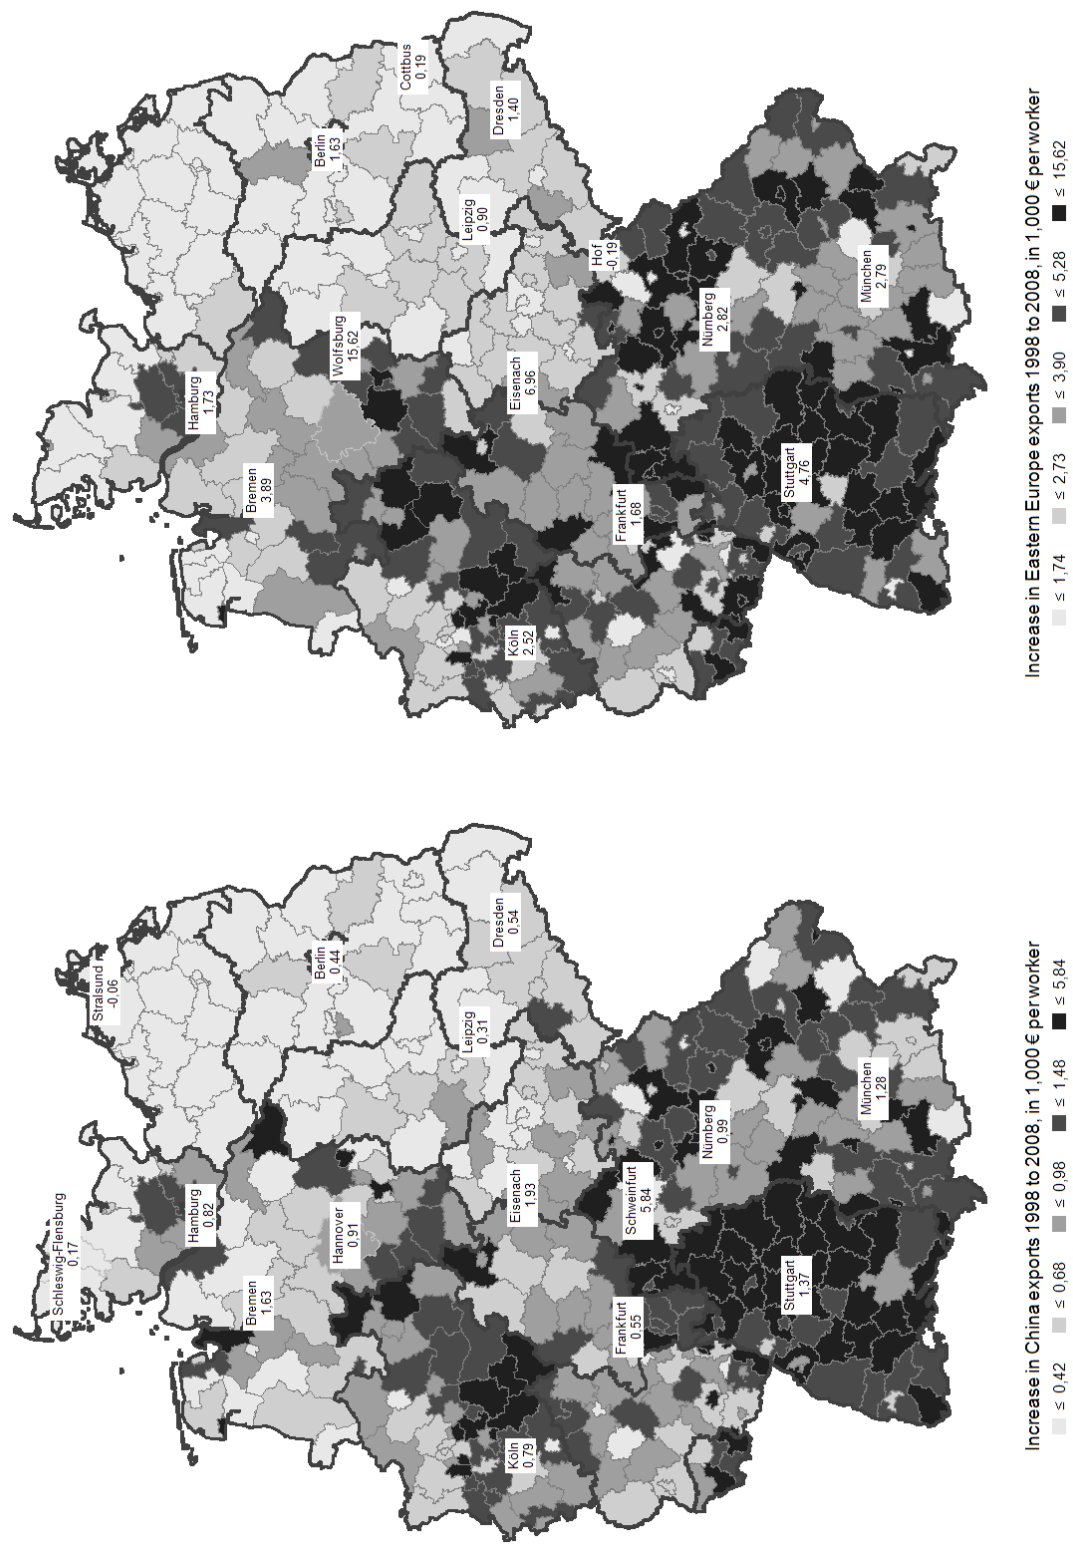 Schleswig-Flensburg
0,17
Stralsund
-0,06
Hamburg
0,82
Bremen
1,63
Hannover
0,91
Berlin
0,44
Leipzig
0,31
Dresden
0,54
Eisenach
1,93
Köln
0,79
Schweinfurt
5,84
Frankfurt
0,55
Nürnberg
0,99
Stuttgart
1,37
München
1,28
Increase in China exports 1998 to 2008, in 1,000 € per worker
≤ 0,42
≤ 0,68
≤ 0,98
≤ 1,48
≤ 5,84
Hamburg
1,73
Bremen
3,89
Wolfsburg
15,62
Berlin
1,63
Cottbus
0,19
Leipzig
0,90
Dresden
1,40
Eisenach
6,96
Köln
2,52
Hof
-0,19
Frankfurt
1,68
Nürnberg
2,82
Stuttgart
4,76
München
2,79
Increase in Eastern Europe exports 1998 to 2008, in 1,000 € per worker
≤ 1,74
≤ 2,73
≤ 3,90
≤ 5,28
≤ 15,62